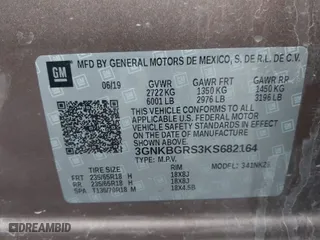 GM
MFD BY GENERAL MOTORS DE MEXICO, S. DE R.L. DE C.V.
06/19 GVWR GAWR FRT GAWR RR
2722 KG 1350 KG 1450 KG
6001 LB 2976 LB 3196 LB
THIS VEHICLE CONFORMS TO ALL APPLICABLE U.S. FEDERAL MOTOR VEHICLE SAFETY
STANDARDS IN EFFECT ON THE DATE OF MANUFACTURE SHOWN ABOVE.
3GNKBGRS3KS682164
TYPE: M.P.V. MODEL:
TIRE SIZE RIM
FRT 235/65R18 H 18X8J
RR 235/65R18 H 18X8J
SPA T135/70R18 M 18X4.5B
OVERBID